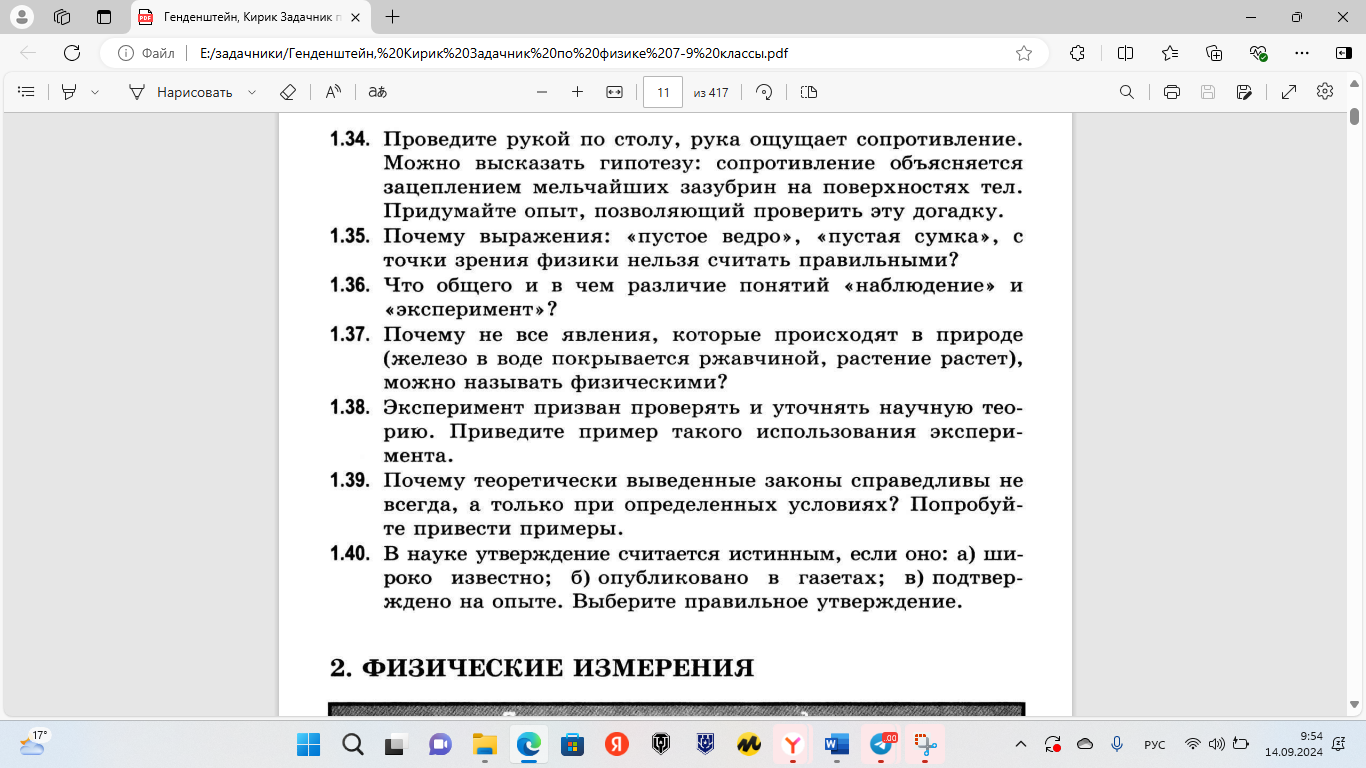 Генденштейн, Кирик Задачник п
Файл
E:/задачники/Генденштейн,%20Кирик%20Задачник%20по%20физике%207-9%20классы.pdf
Нарисовать
11
из 417
1.34. Проведите рукой по столу, рука ощущает сопротивление.
Можно высказать гипотезу: сопротивление объясняется
зацеплением мельчайших зазубрин на поверхностях тел.
Придумайте опыт, позволяющий проверить эту догадку.
1.35. Почему выражения: «пустое ведро», «пустая сумка», с
точки зрения физики нельзя считать правильными?
1.36. Что общего и в чем различие понятий «наблюдение» и
«эксперимент»?
1.37. Почему не все явления, которые происходят в природе
(железо в воде покрывается ржавчиной, растение растет),
можно называть физическими?
1.38. Эксперимент призван проверять и уточнять научную тео-
рию. Приведите пример такого использования экспери-
мента.
1.39. Почему теоретически выведенные законы справедливы не
всегда, а только при определенных условиях? Попробуй-
те привести примеры.
1.40. В науке утверждение считается истинным, если оно: а) ши-
роко известно; б) опубликовано в газетах; в) подтвер-
ждено на опыте. Выберите правильное утверждение.
2. ФИЗИЧЕСКИЕ ИЗМЕРЕНИЯ
17°
РУС
9:54
14.09.2024